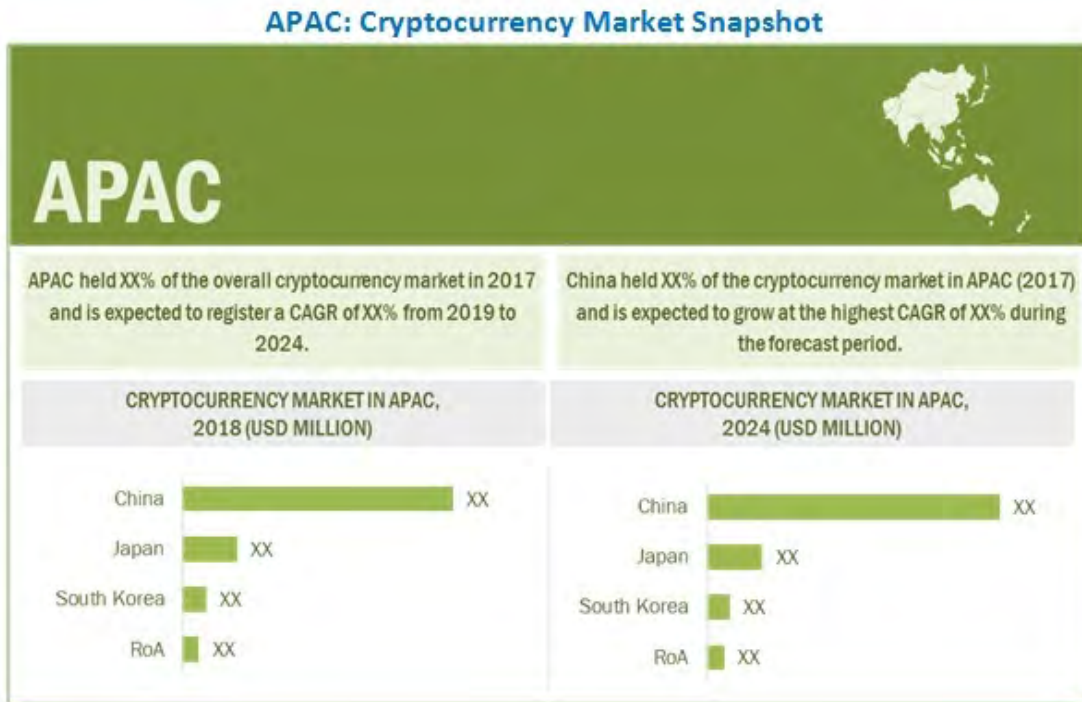 APAC: Cryptocurrency Market Snapshot
APAC
APAC held XX% of the overall cryptocurrency market in 2017
and is expected to register a CAGR of XX% from 2019 to
2024.
China held XX% of the cryptocurrency market in APAC (2017)
and is expected to grow at the highest CAGR of XX% during
the forecast period.
CRYPTOCURRENCY MARKET IN APAC,
2018 (USD MILLION)
China XX
Japan XX
South Korea XX
RoA XX
CRYPTOCURRENCY MARKET IN APAC,
2024 (USD MILLION)
China XX
Japan XX
South Korea XX
RoA XX